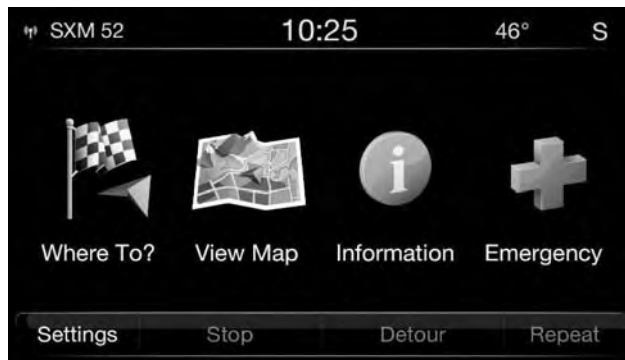 SXM 52 10:25 46° S
Where To? View Map Information Emergency
Settings Stop Detour Repeat